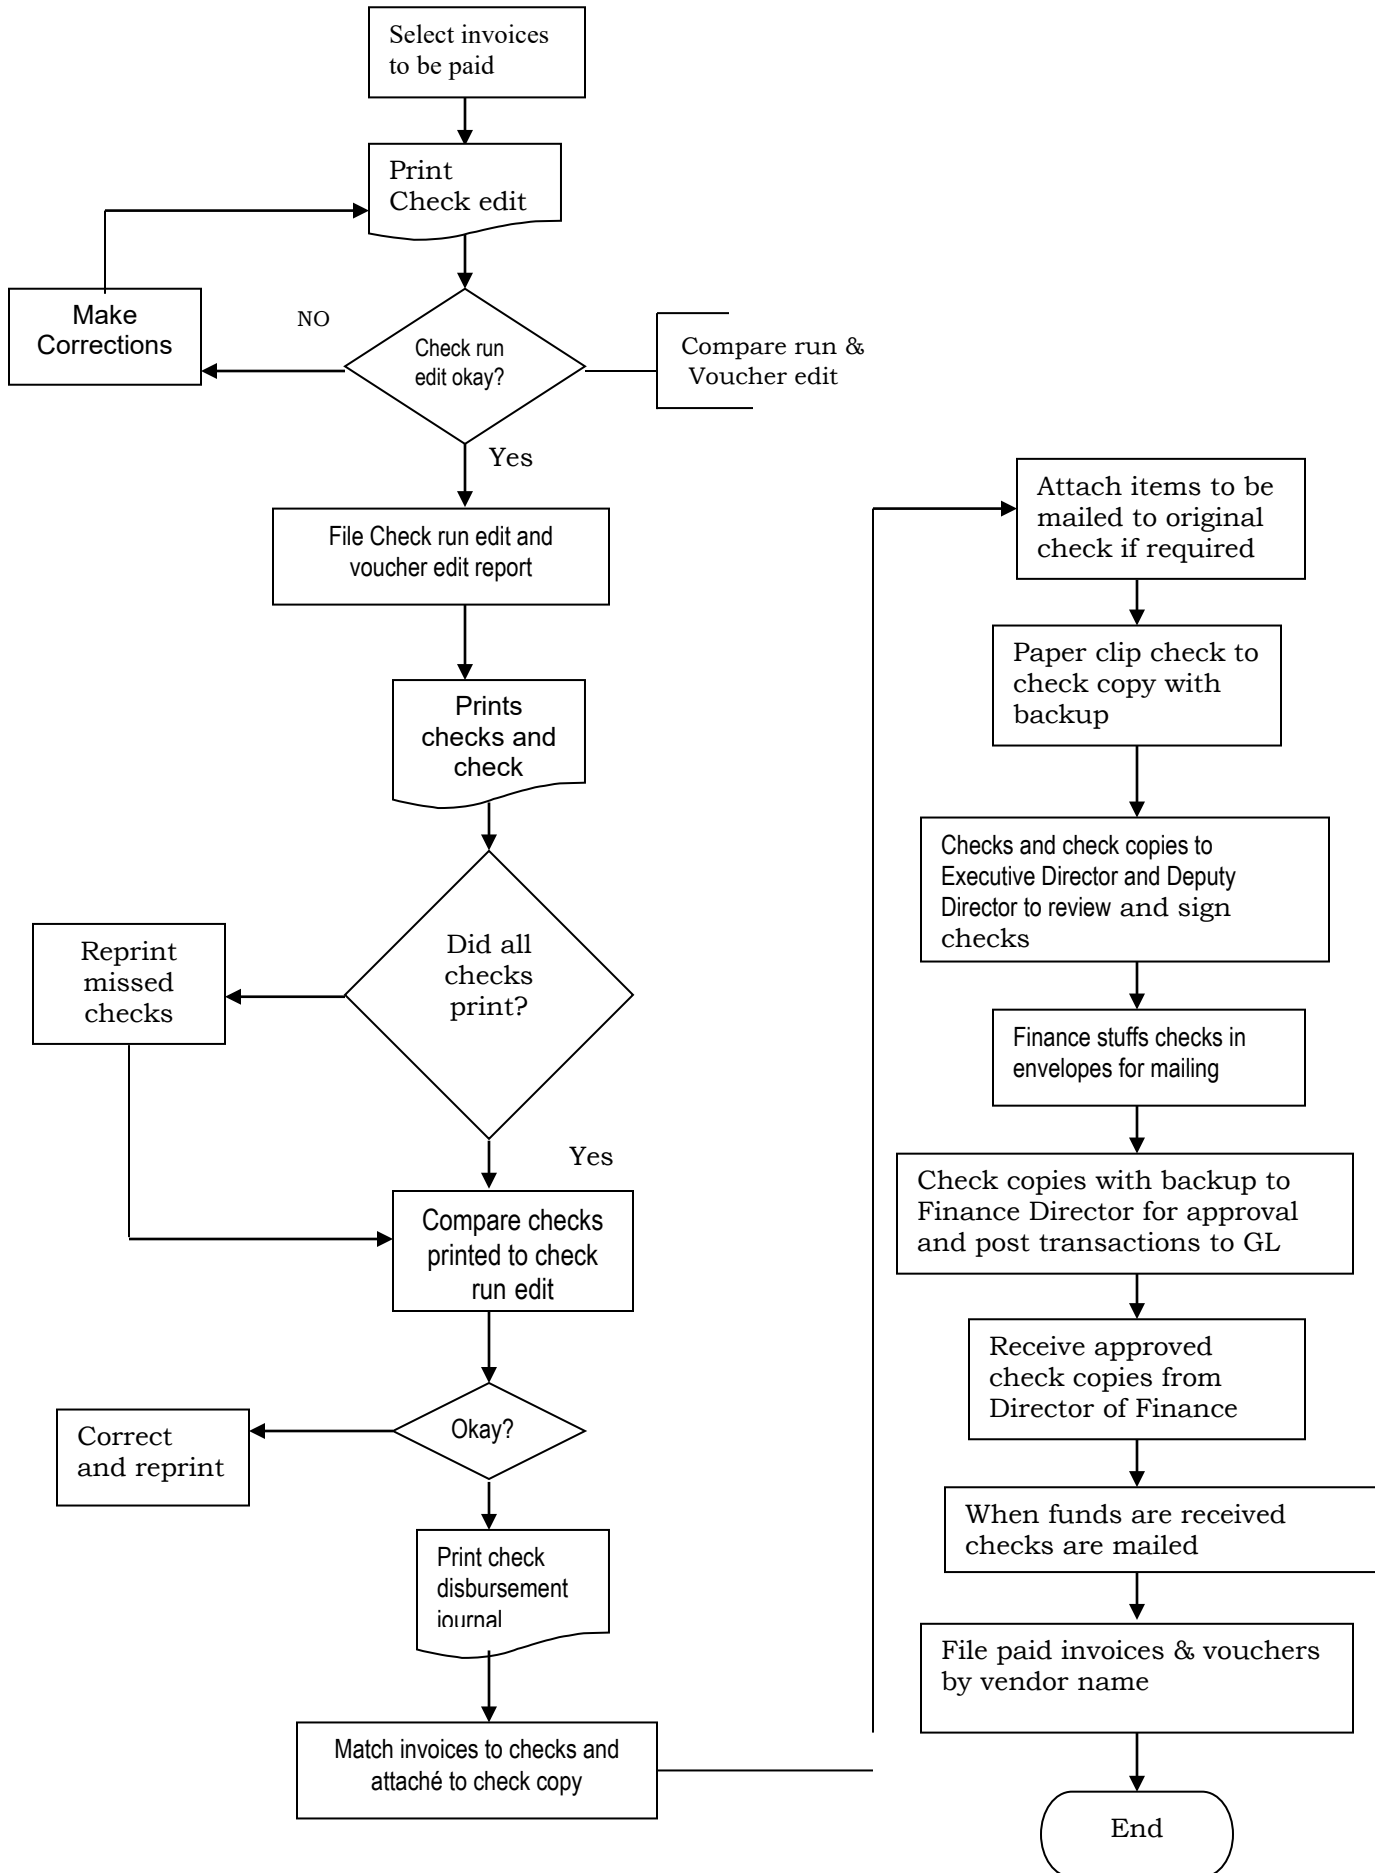 Select invoices
to be paid
Print
Check edit
Make
Corrections
NO
Check run
edit okay?
Compare run &
Voucher edit
Yes
File Check run edit and
voucher edit report
Prints
checks and
check
Did all
checks
print?
Reprint
missed
checks
Yes
Compare checks
printed to check
run edit
Okay?
Correct
and reprint
Print check
disbursement
journal
Match invoices to checks and
attaché to check copy
Attach items to be
mailed to original
check if required
Paper clip check to
check copy with
backup
Checks and check copies to
Executive Director and Deputy
Director to review and sign
checks
Finance stuffs checks in
envelopes for mailing
Check copies with backup to
Finance Director for approval
and post transactions to GL
Receive approved
check copies from
Director of Finance
When funds are received
checks are mailed
File paid invoices & vouchers
by vendor name
End